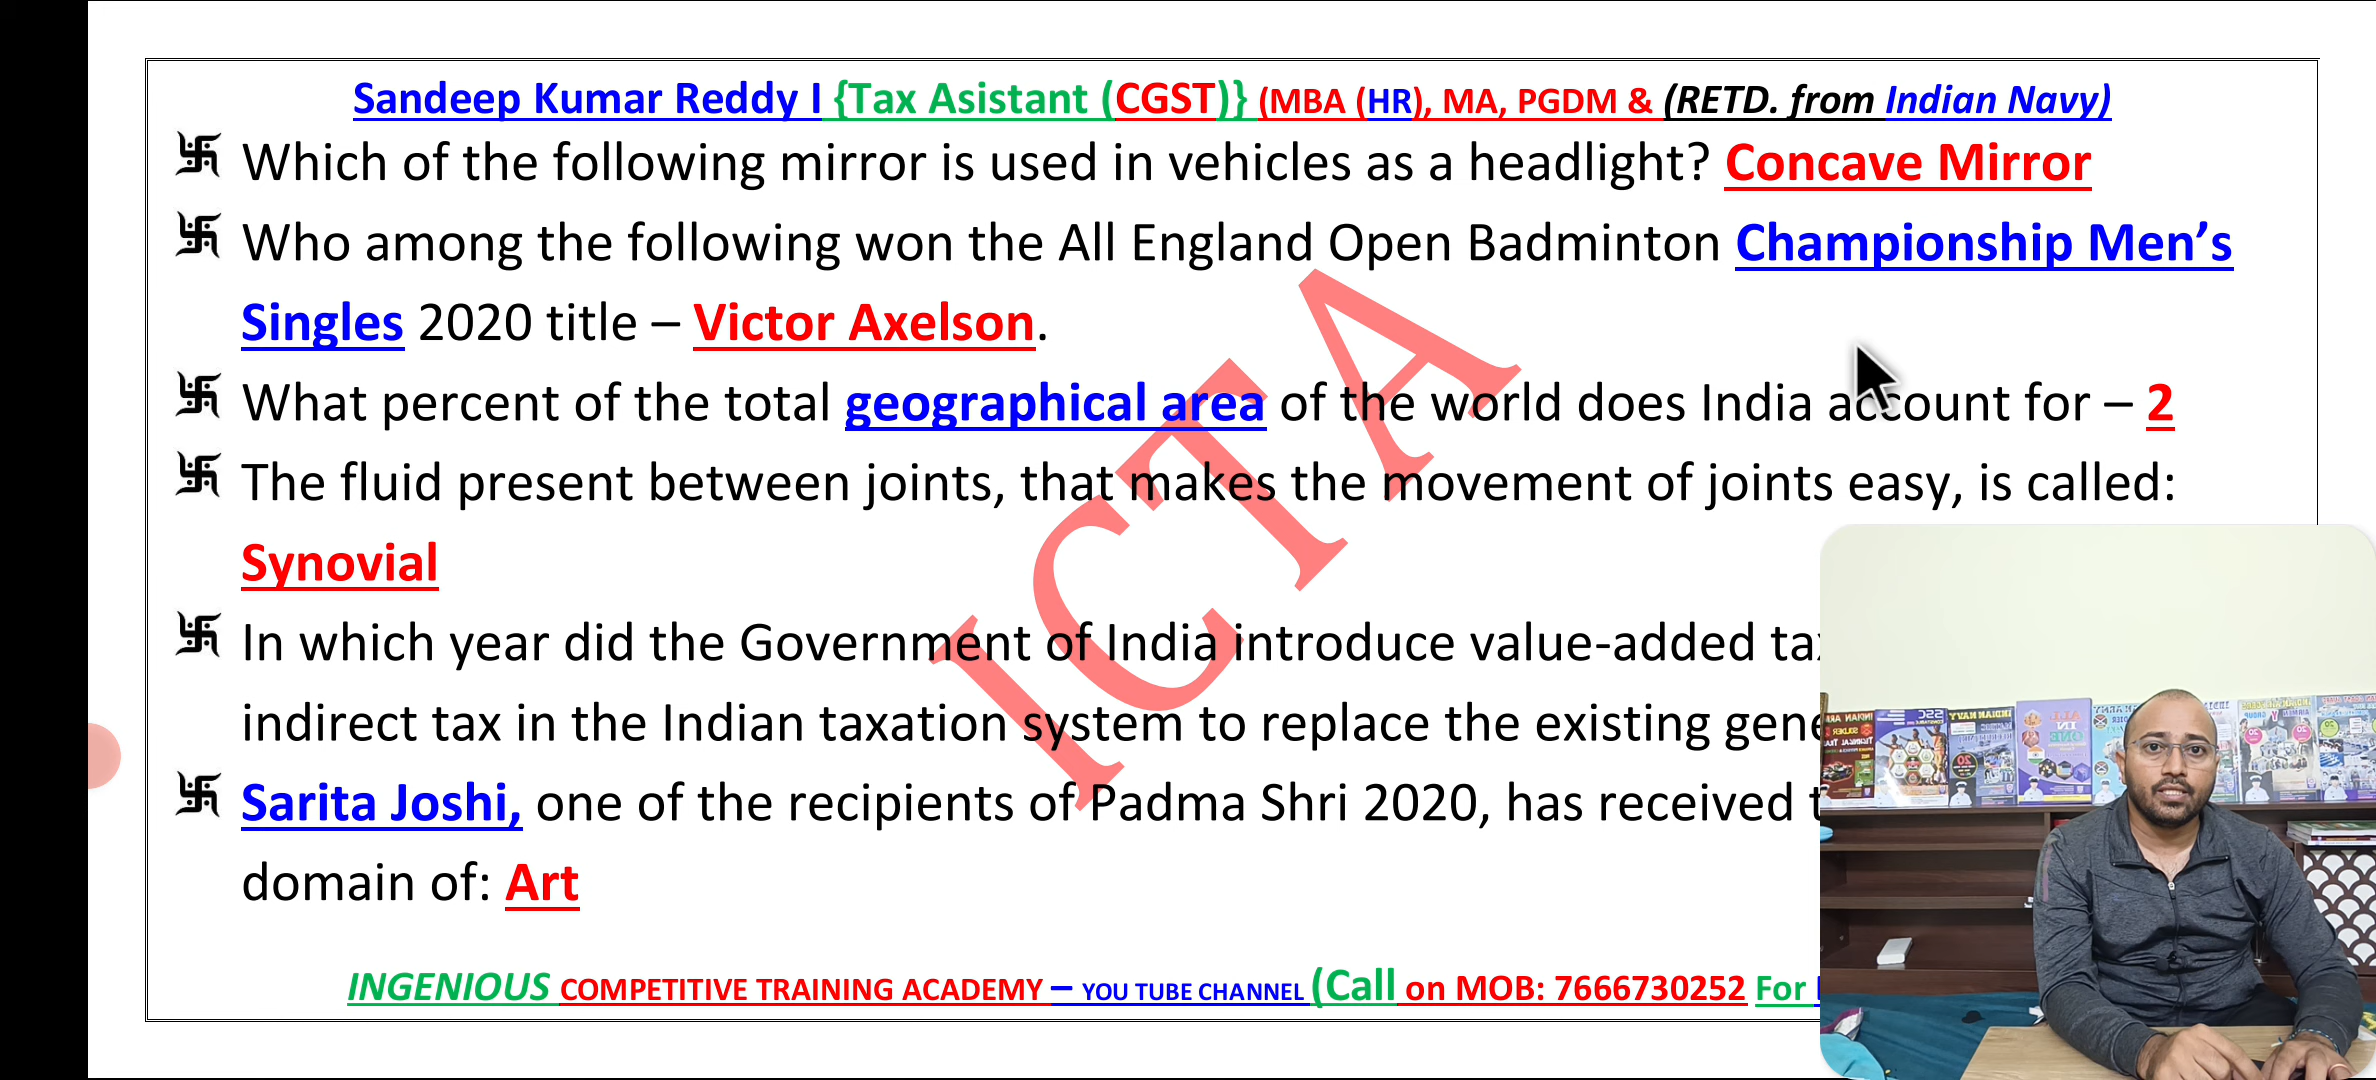 Sandeep Kumar Reddy I {Tax Asistant (CGST)} (MBA (HR), MA, PGDM & (RETD. from Indian Navy)
卐 Which of the following mirror is used in vehicles as a headlight? Concave Mirror
卐 Who among the following won the All England Open Badminton Championship Men’s
Singles 2020 title – Victor Axelson.
卐 What percent of the total geographical area of the world does India account for – 2
卐 The fluid present between joints, that makes the movement of joints easy, is called:
Synovial
卐 In which year did the Government of India introduce value-added
indirect tax in the Indian taxation system to replace the existing
卐 Sarita Joshi, one of the recipients of Padma Shri 2020, has received
domain of: Art
ICTA
INGENIOUS COMPETITIVE TRAINING ACADEMY – YOU TUBE CHANNEL (Call on MOB: 7666730252 For